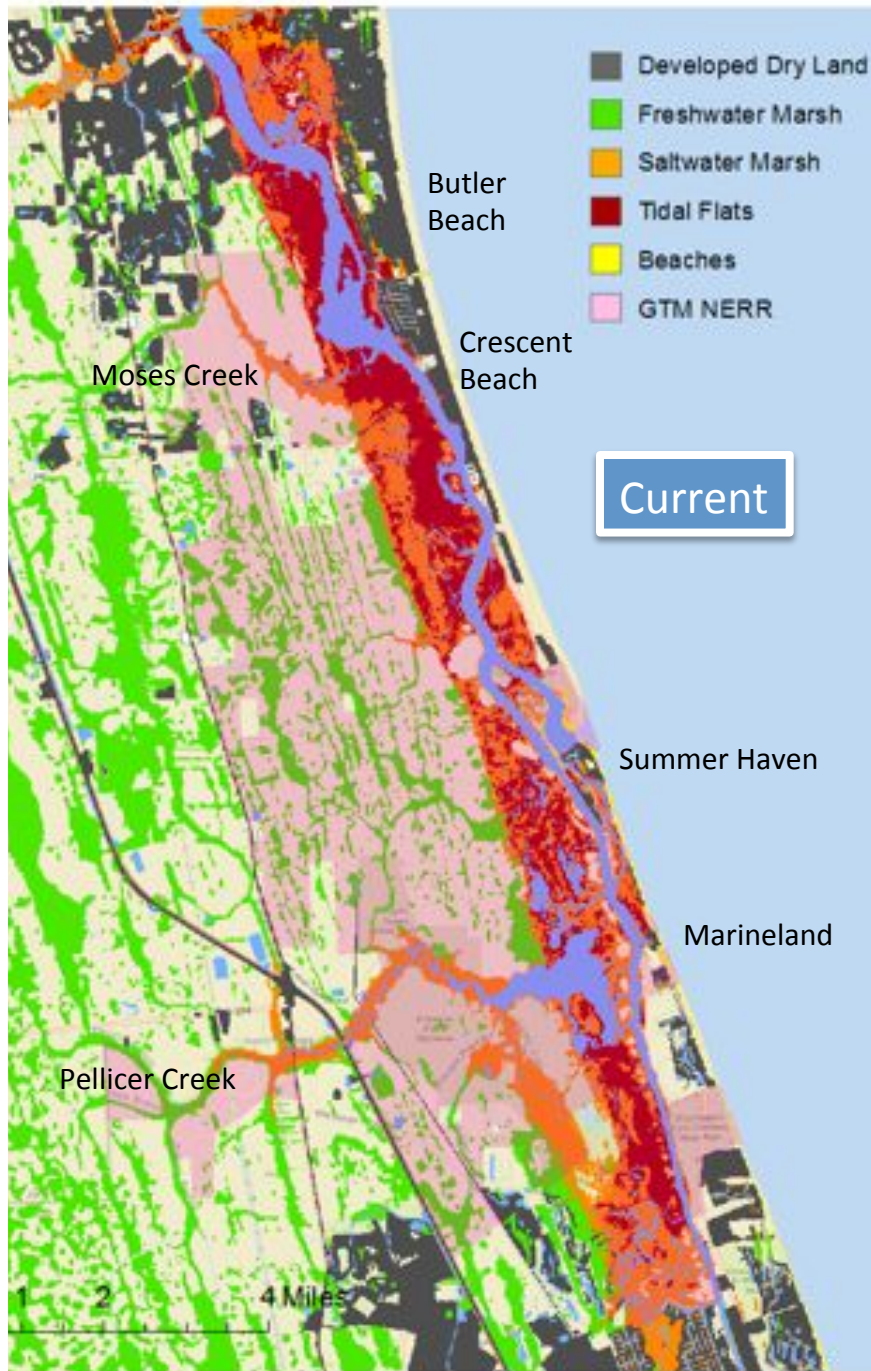 Developed Dry Land
Freshwater Marsh
Saltwater Marsh
Tidal Flats
Beaches
GTM NERR
Butler
Beach
Crescent
Beach
Moses Creek
Current
Summer Haven
Marineland
Pellicer Creek
1 2 4 Miles